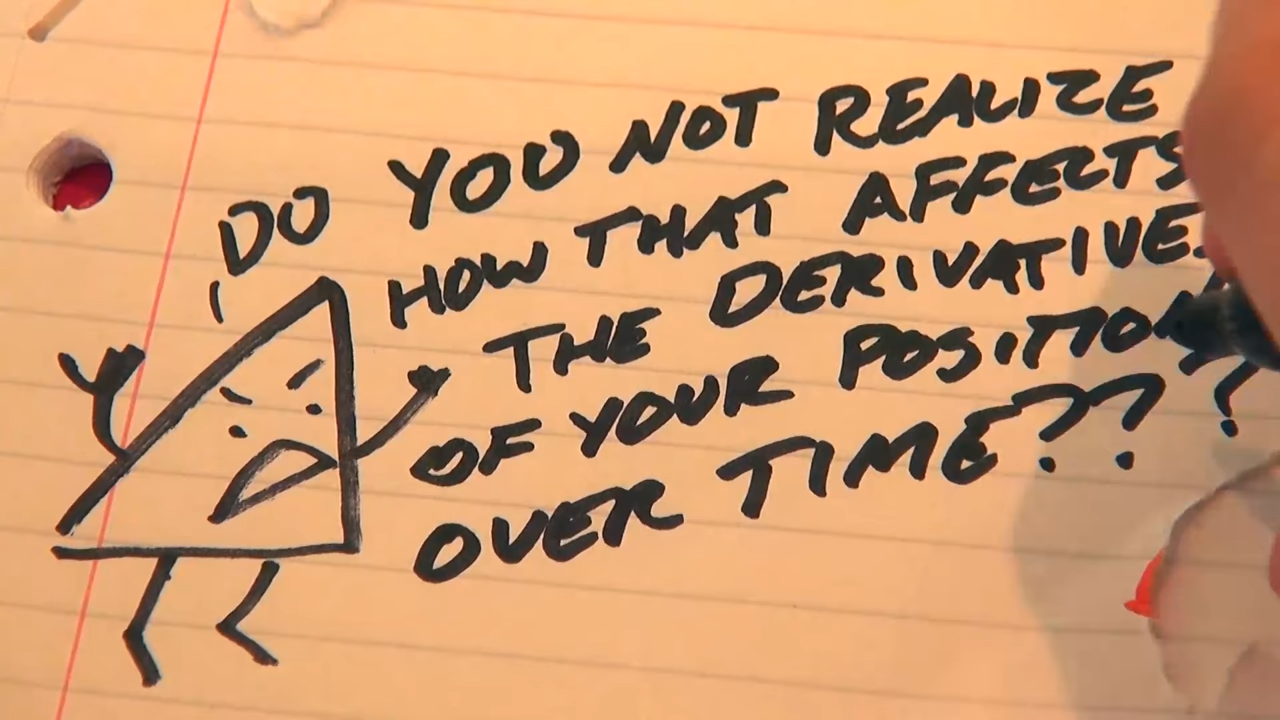 DO YOU NOT REALIZE
HOW THAT AFFECTS
THE DERIVATIVE
OF YOUR POSITION
OVER TIME???